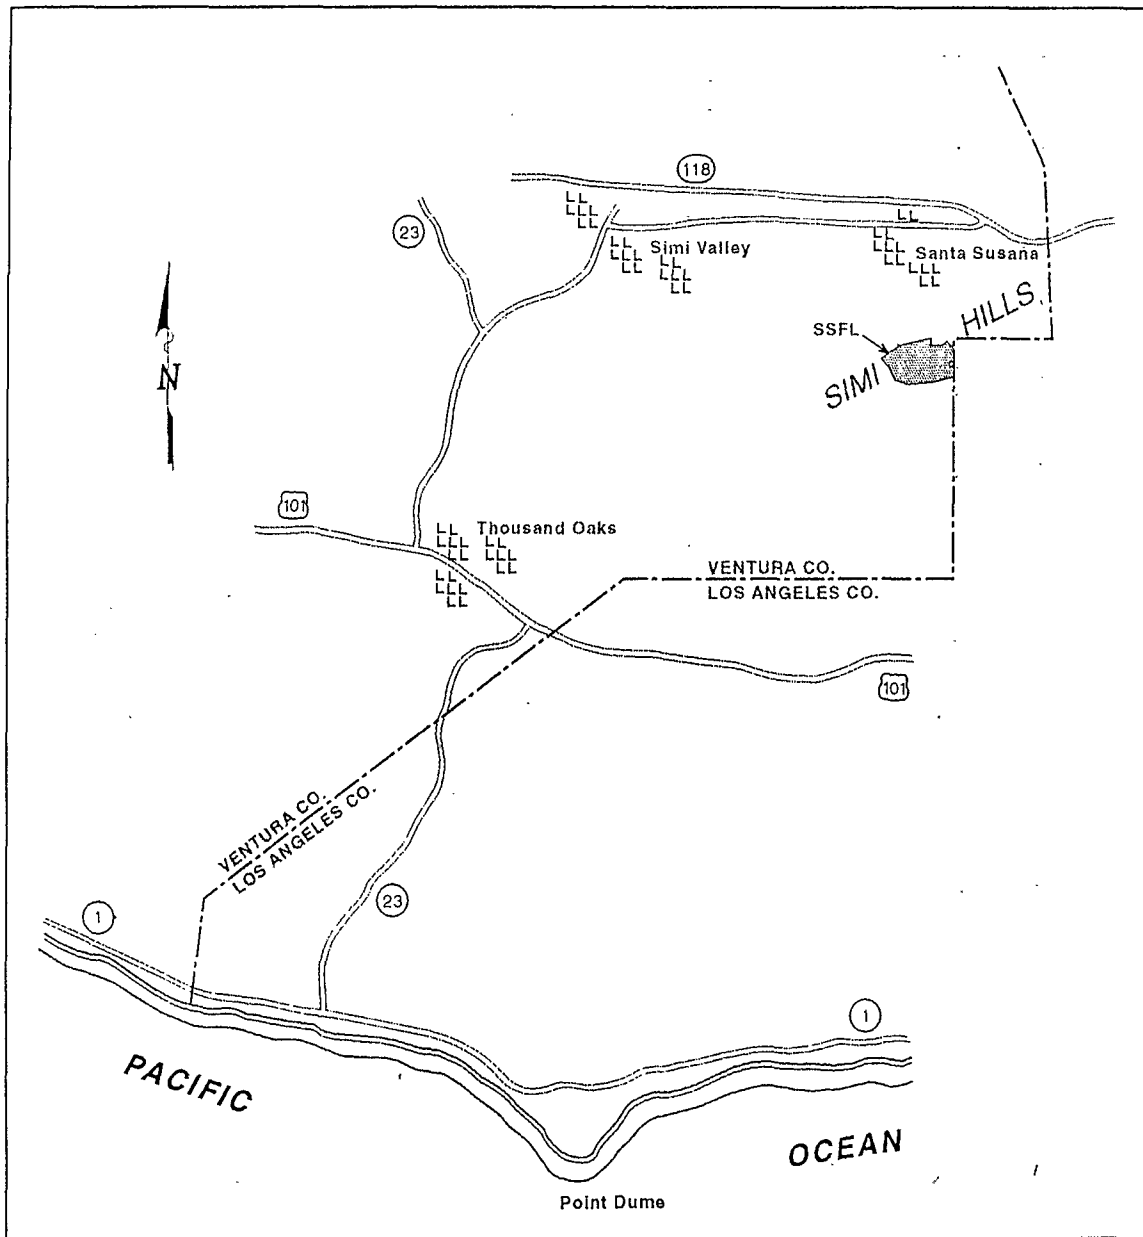 118
23
Simi Valley
Santa Susana
HILLS
SSFL
SIMI
N
101
Thousand Oaks
VENTURA CO.
LOS ANGELES CO.
101
VENTURA CO.
LOS ANGELES CO.
23
1
1
PACIFIC
OCEAN
Point Dume